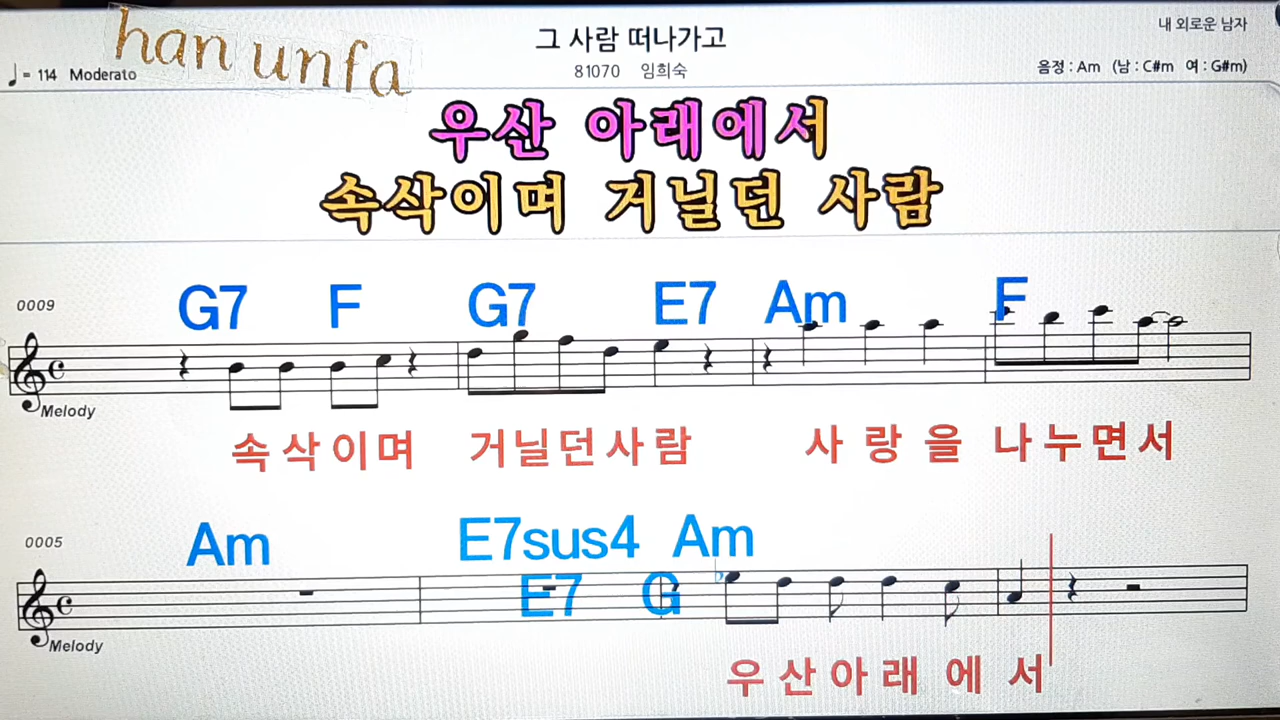 han unfa
그 사람 떠나가고
내 외로운 남자
♩= 114 Moderato
81070 임희숙
음정 : Am (남 : C#m 여 : G#m)
우산 아래에서
속삭이며 거닐던 사람
0009
G7 F G7 E7 Am F
Melody
속삭이며 거닐던사람 사랑을 나누면서
0005
Am E7sus4 Am
E7 G
Melody
우산아래에서